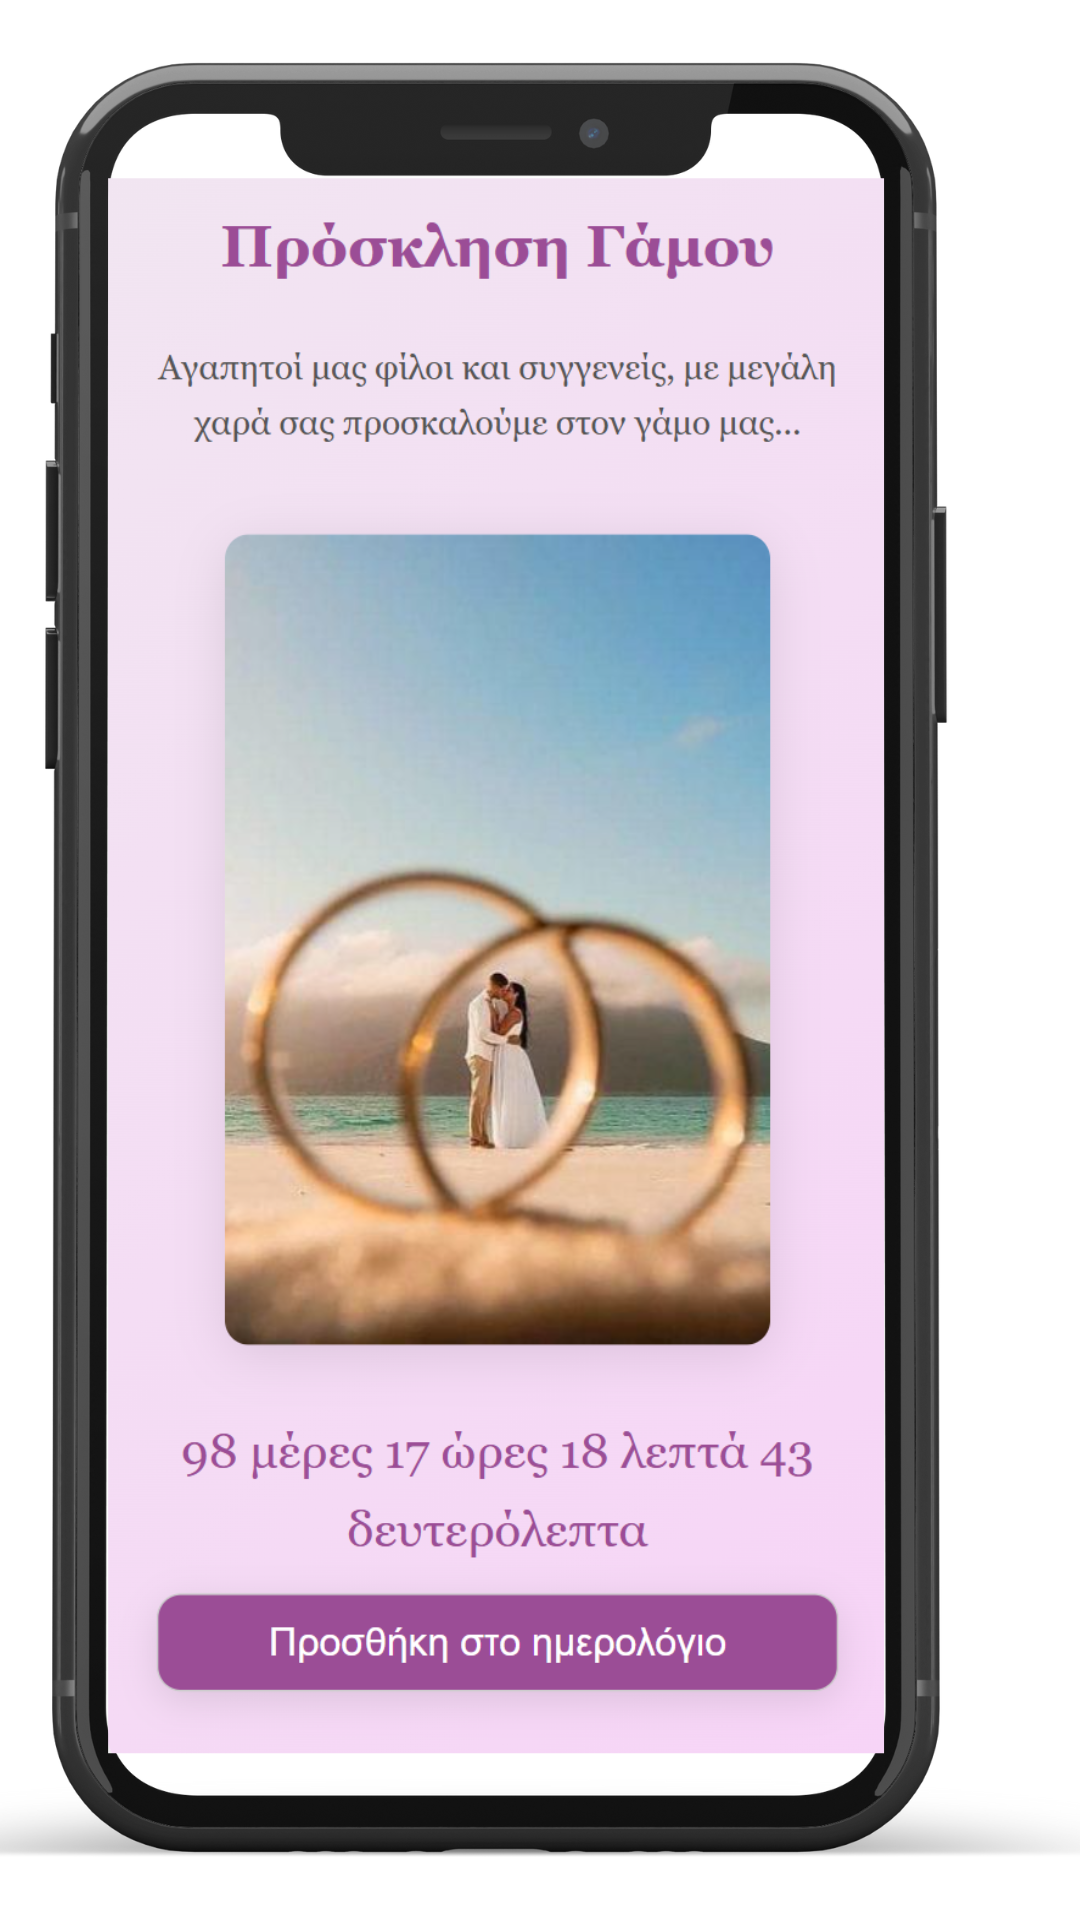 Πρόσκληση Γάμου
Αγαπητοί μας φίλοι και συγγενείς, με μεγάλη
χαρά σας προσκαλούμε στον γάμο μας...
98 μέρες 17 ώρες 18 λεπτά 43
δευτερόλεπτα
Προσθήκη στο ημερολόγιο